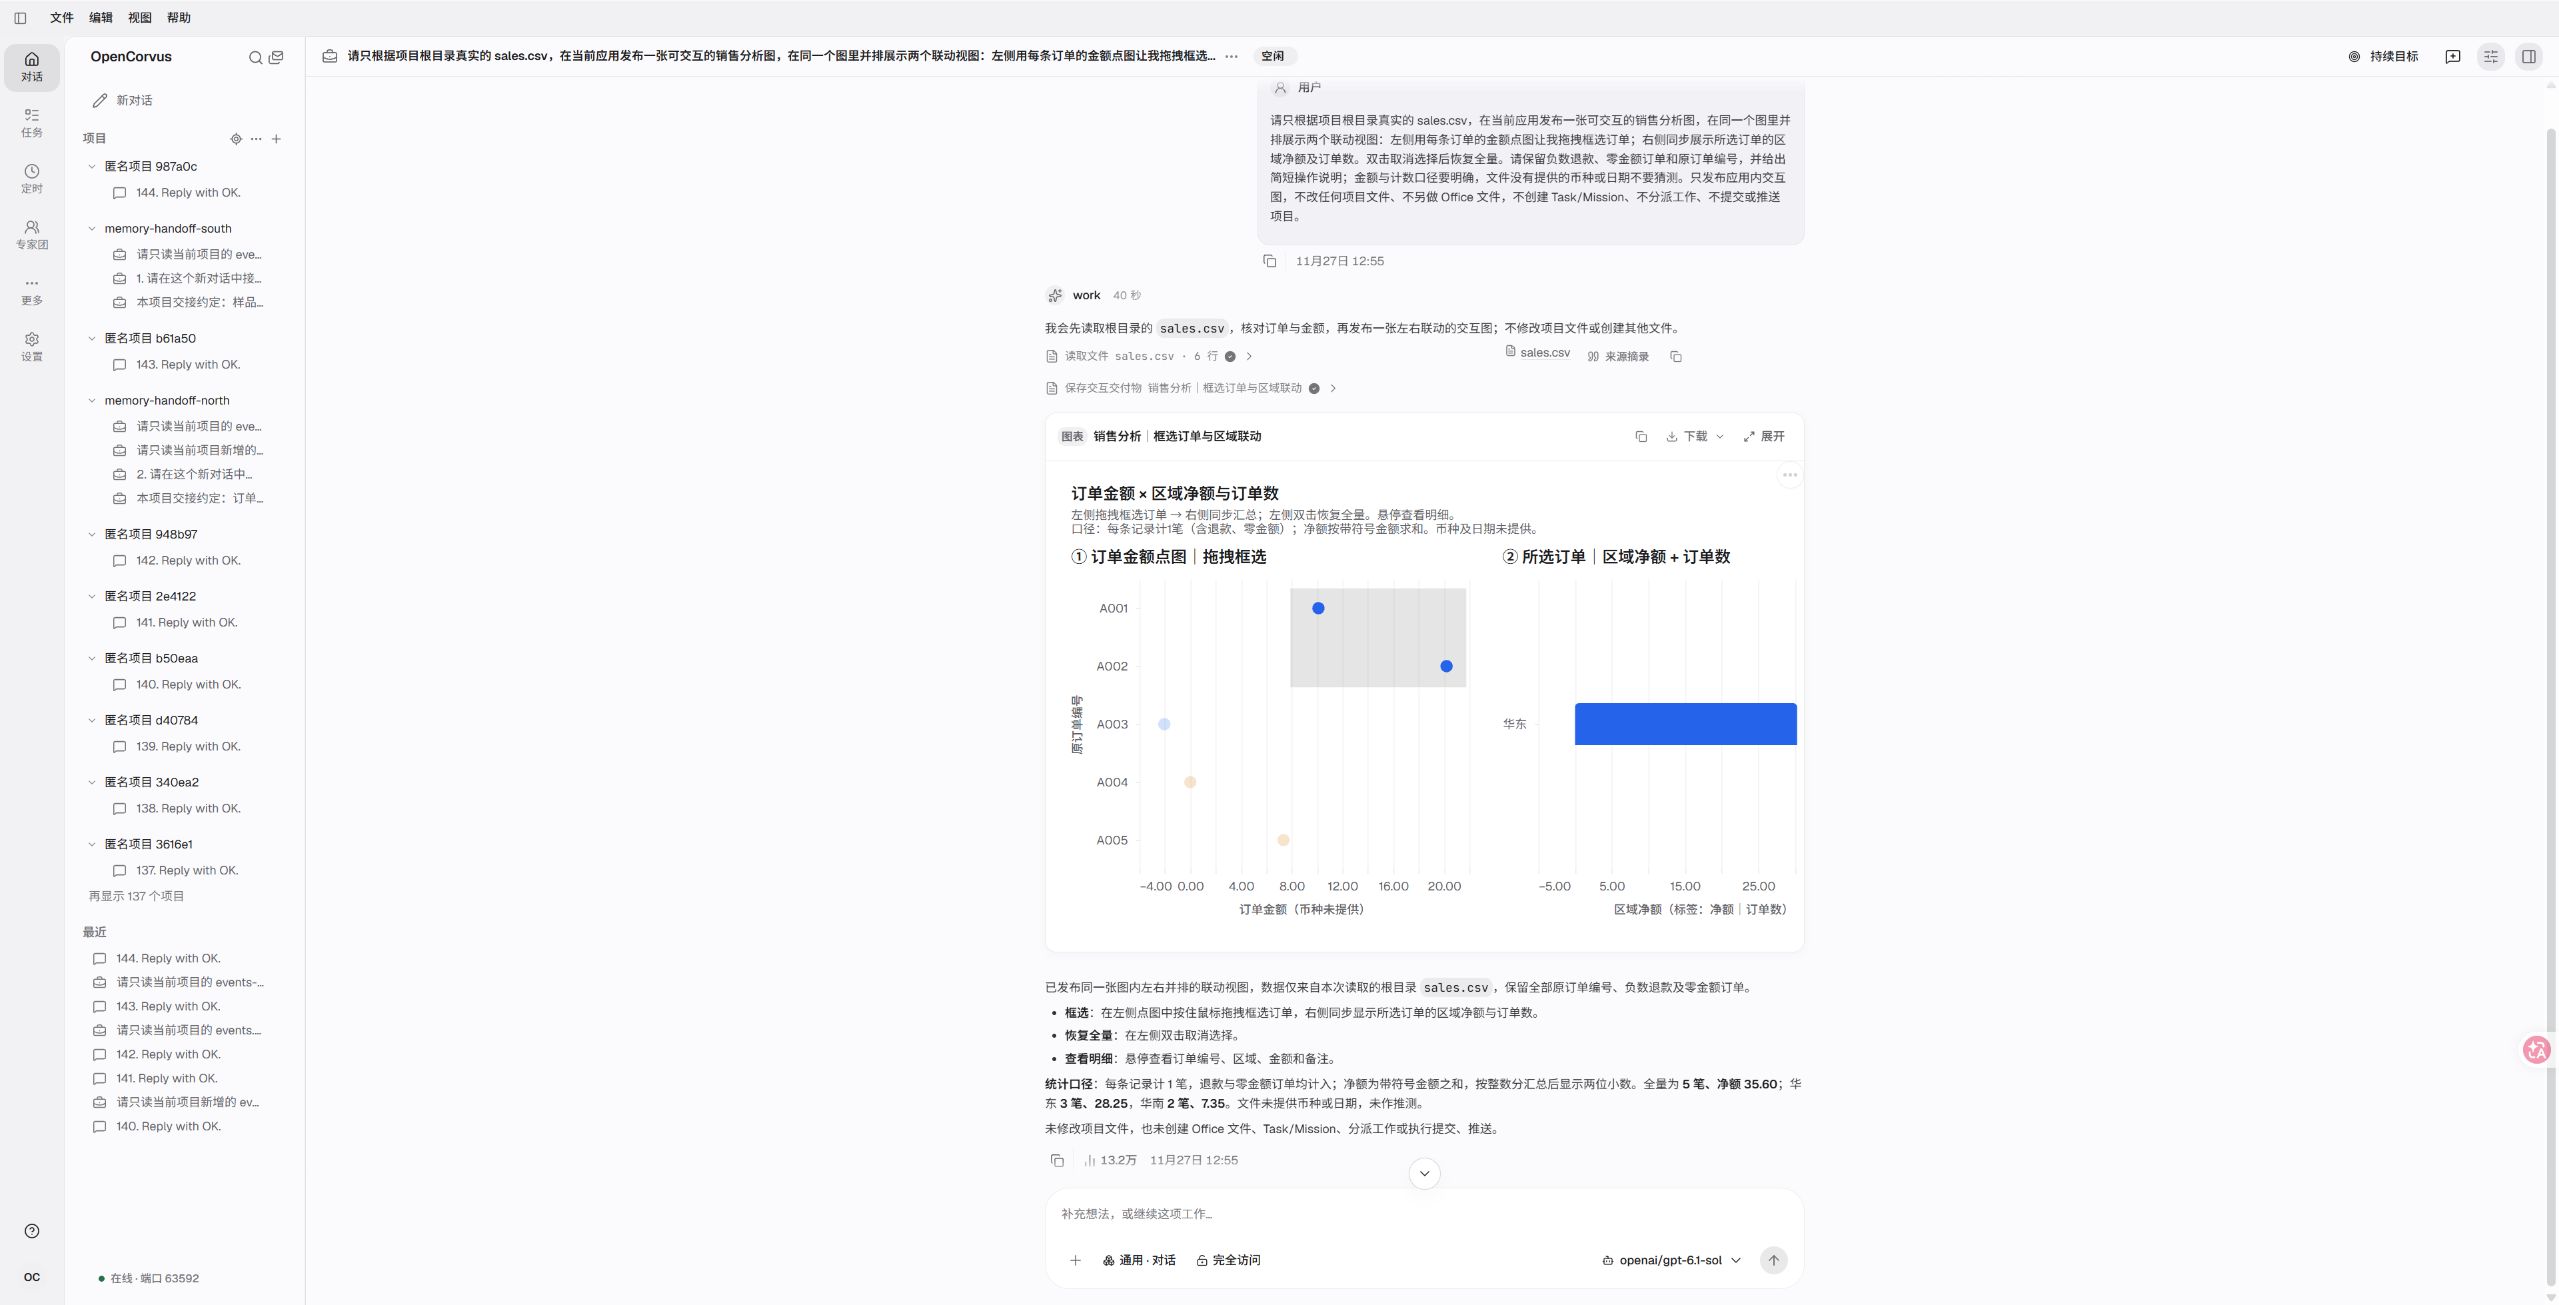 文件 编辑 视图 帮助
对话
任务
定时
专家团
更多
设置
OC
OpenCorvus
新对话
项目
匿名项目 987a0c
144. Reply with OK.
memory-handoff-south
请只读当前项目的 eve...
1. 请在这个新对话中接...
本项目交接约定：样品...
匿名项目 b61a50
143. Reply with OK.
memory-handoff-north
请只读当前项目的 eve...
请只读当前项目新增的...
2. 请在这个新对话中...
本项目交接约定：订单...
匿名项目 948b97
142. Reply with OK.
匿名项目 2e4122
141. Reply with OK.
匿名项目 b50eaa
140. Reply with OK.
匿名项目 d40784
139. Reply with OK.
匿名项目 340ea2
138. Reply with OK.
匿名项目 3616e1
137. Reply with OK.
再显示 137 个项目
最近
144. Reply with OK.
请只读当前项目的 events-...
143. Reply with OK.
请只读当前项目的 events....
142. Reply with OK.
141. Reply with OK.
请只读当前项目新增的 ev...
140. Reply with OK.
在线 · 端口 63592
请只根据项目根目录真实的 sales.csv，在当前应用发布一张可交互的销售分析图，在同一个图里并排展示两个联动视图：左侧用每条订单的金额点图让我拖拽框选... 空闲
持续目标
用户
请只根据项目根目录真实的 sales.csv，在当前应用发布一张可交互的销售分析图，在同一个图里并
排展示两个联动视图：左侧用每条订单的金额点图让我拖拽框选订单；右侧同步展示所选订单的区
域净额及订单数。双击取消选择后恢复全量。请保留负数退款、零金额订单和原订单编号，并给出
简短操作说明；金额与计数口径要明确，文件没有提供的币种或日期不要猜测。只发布应用内交互
图，不改任何项目文件、不另做 Office 文件，不创建 Task/Mission、不分派工作、不提交或推送
项目。
11月27日 12:55
work 40 秒
我会先读取根目录的 sales.csv，核对订单与金额，再发布一张左右联动的交互图；不修改项目文件或创建其他文件。
读取文件 sales.csv · 6 行 sales.csv 来源摘录
保存交互交付物 销售分析｜框选订单与区域联动
图表 销售分析｜框选订单与区域联动 下载 展开
订单金额 × 区域净额与订单数
左侧拖拽框选订单 → 右侧同步汇总；左侧双击恢复全量。悬停查看明细。
口径：每条记录计1笔（含退款、零金额）；净额按带符号金额求和。币种及日期未提供。
① 订单金额点图｜拖拽框选 ② 所选订单｜区域净额 + 订单数
原订单编号
A001
A002
A003
A004
A005
华东
−4.00 0.00 4.00 8.00 12.00 16.00 20.00
−5.00 5.00 15.00 25.00
订单金额（币种未提供）
区域净额（标签：净额｜订单数）
已发布同一张图内左右并排的联动视图，数据仅来自本次读取的根目录 sales.csv，保留全部原订单编号、负数退款及零金额订单。
• 框选：在左侧点图中按住鼠标拖拽框选订单，右侧同步显示所选订单的区域净额与订单数。
• 恢复全量：在左侧双击取消选择。
• 查看明细：悬停查看订单编号、区域、金额和备注。
统计口径：每条记录计 1 笔，退款与零金额订单均计入；净额为带符号金额之和，按整数分汇总后显示两位小数。全量为 5 笔、净额 35.60；华
东 3 笔、28.25，华南 2 笔、7.35。文件未提供币种或日期，未作推测。
未修改项目文件，也未创建 Office 文件、Task/Mission、分派工作或执行提交、推送。
13.2万 11月27日 12:55
补充想法，或继续这项工作...
通用 · 对话 完全访问 openai/gpt-6.1-sol